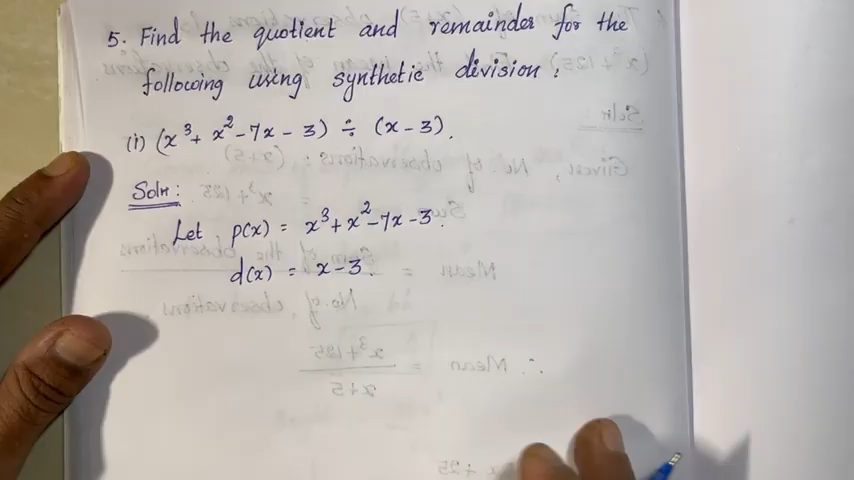 5. Find the quotient and remainder for the
following using synthetic division:
(i) (x³ + x² - 7x - 3) ÷ (x - 3).
Soln:
Let p(x) = x³ + x² - 7x - 3.
d(x) = x - 3.